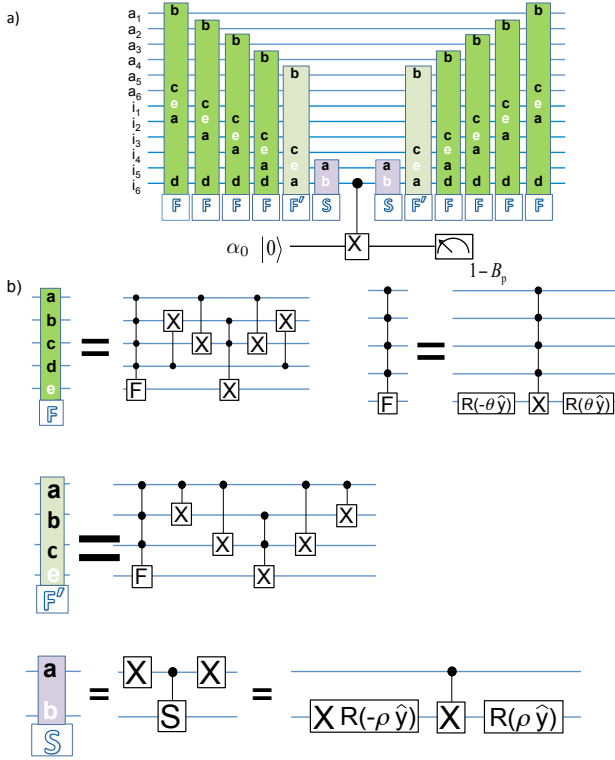 a)
a₁ b b
a₂ b b
a₃ b b
a₄ b b
a₅ b b
a₆ c c
i₁ e c c e
i₂ a e c c e a
i₃ a e e a
i₄ a c c a a c c a
i₅ e e a a e e
i₆ d d d d a b b a d d d d
F F F F F' S S F' F F F F
α₀ |0⟩ X
1−Bₚ
b)
a
b X X
c = X X =
d
e F X F R(-θ ŷ) X R(θ ŷ)
F
a
b X X
c = X X
e F X
F'
a X X
= =
b S X R(-ρ ŷ) X R(ρ ŷ)
S